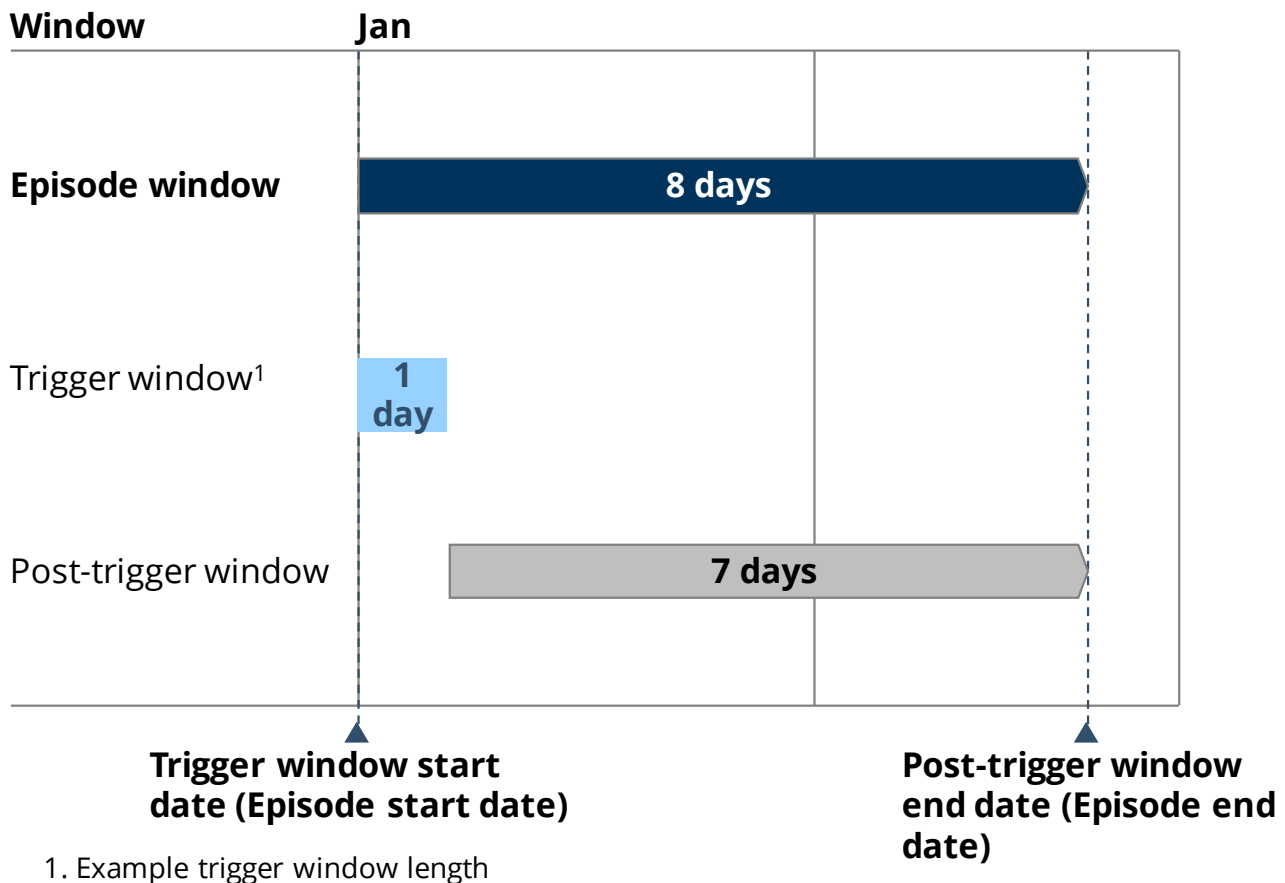 Window Jan
Episode window 8 days
Trigger window¹ 1
day
Post-trigger window 7 days
Trigger window start
date (Episode start date)
Post-trigger window
end date (Episode end
date)
1. Example trigger window length